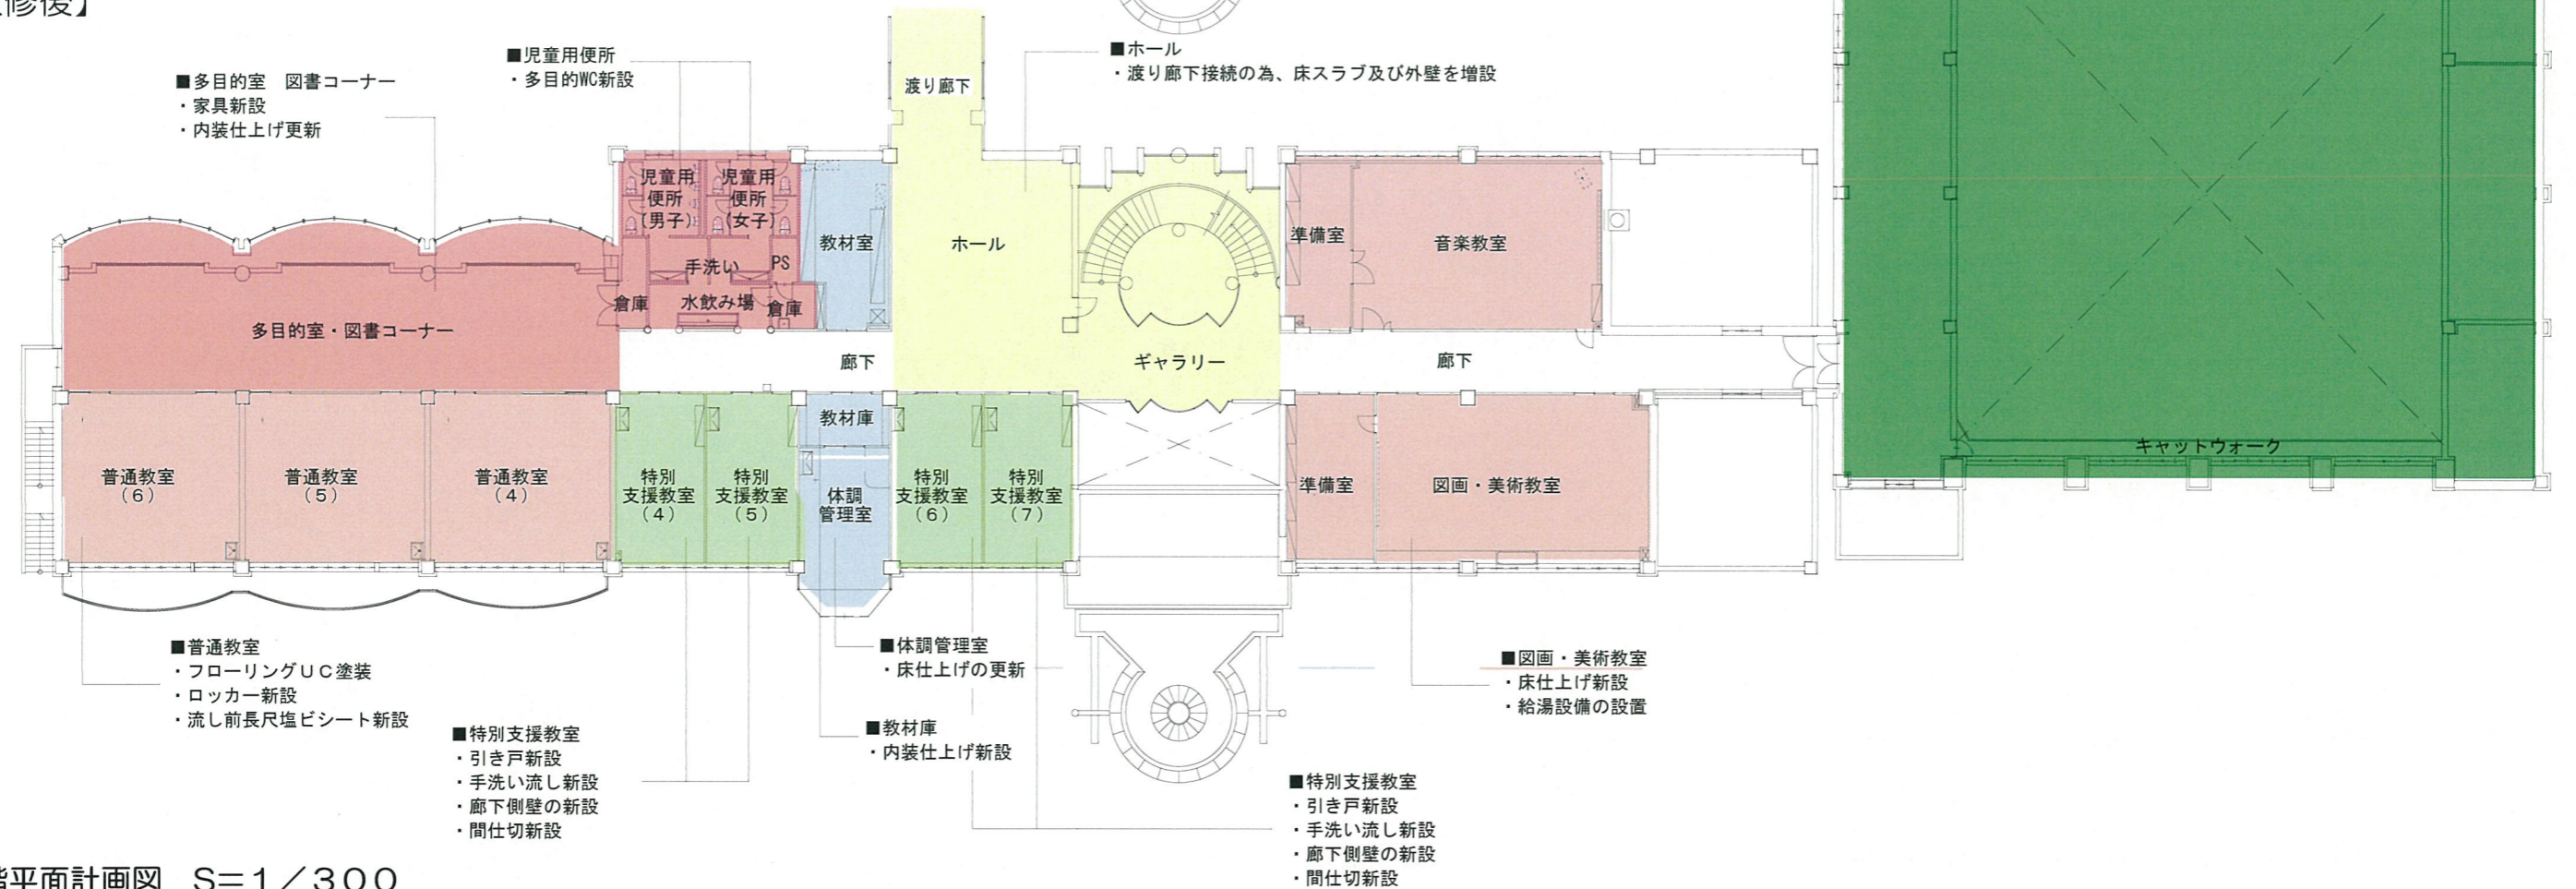 修後】
■多目的室　図書コーナー
・家具新設
・内装仕上げ更新
■児童用便所
・多目的WC新設
■ホール
・渡り廊下接続の為、床スラブ及び外壁を増設
渡り廊下
児童用
便所
(男子)
児童用
便所
(女子)
手洗い
PS
倉庫
水飲み場
倉庫
教材室
ホール
準備室
音楽教室
多目的室・図書コーナー
廊下
ギャラリー
廊下
普通教室
（6）
普通教室
（5）
普通教室
（4）
特別
支援教室
（4）
特別
支援教室
（5）
教材庫
体調
管理室
特別
支援教室
（6）
特別
支援教室
（7）
準備室
図画・美術教室
キャットウォーク
■普通教室
・フローリングＵＣ塗装
・ロッカー新設
・流し前長尺塩ビシート新設
■特別支援教室
・引き戸新設
・手洗い流し新設
・廊下側壁の新設
・間仕切新設
■体調管理室
・床仕上げの更新
■教材庫
・内装仕上げ新設
■図画・美術教室
・床仕上げ新設
・給湯設備の設置
■特別支援教室
・引き戸新設
・手洗い流し新設
・廊下側壁の新設
・間仕切新設
階平面計画図　S＝１／３００